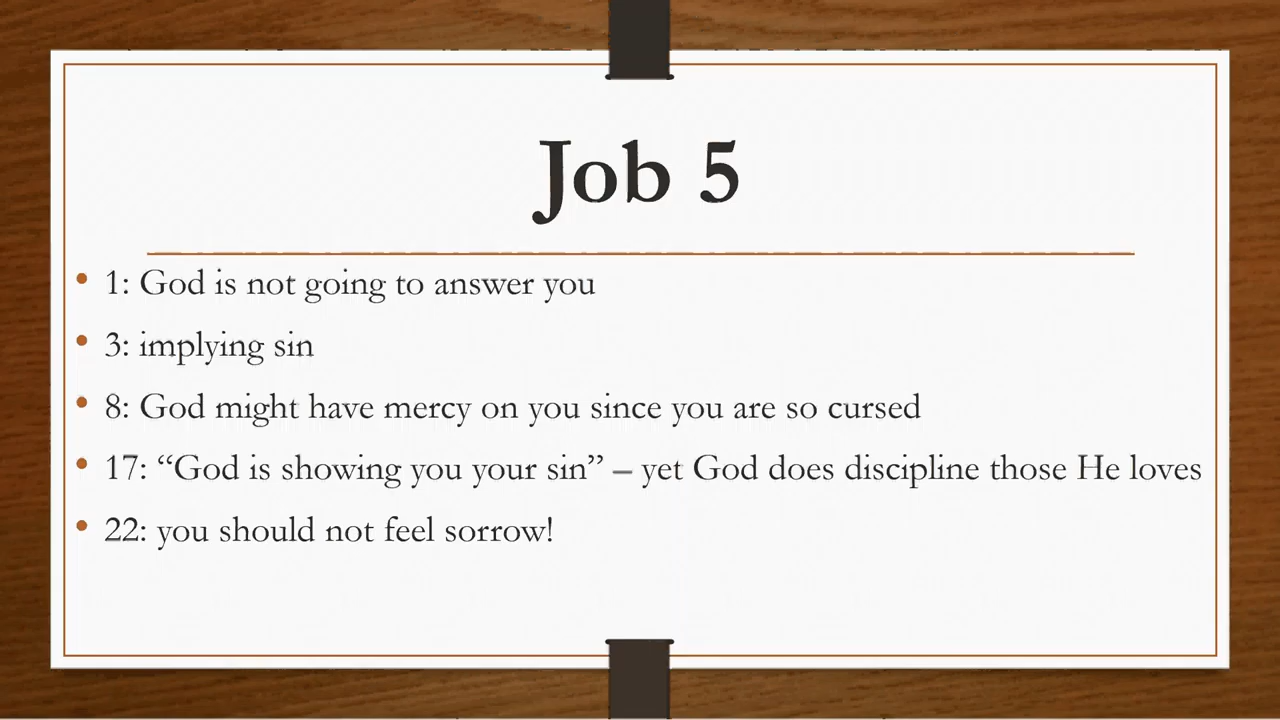 Job 5
• 1: God is not going to answer you
• 3: implying sin
• 8: God might have mercy on you since you are so cursed
• 17: “God is showing you your sin” – yet God does discipline those He loves
• 22: you should not feel sorrow!